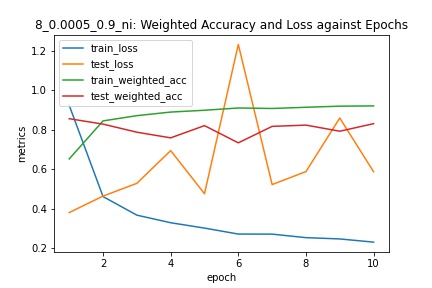 8_0.0005_0.9_ni: Weighted Accuracy and Loss against Epochs
train_loss
test_loss
train_weighted_acc
test_weighted_acc
1.2
1.0
0.8
0.6
0.4
0.2
metrics
2
4
6
8
10
epoch